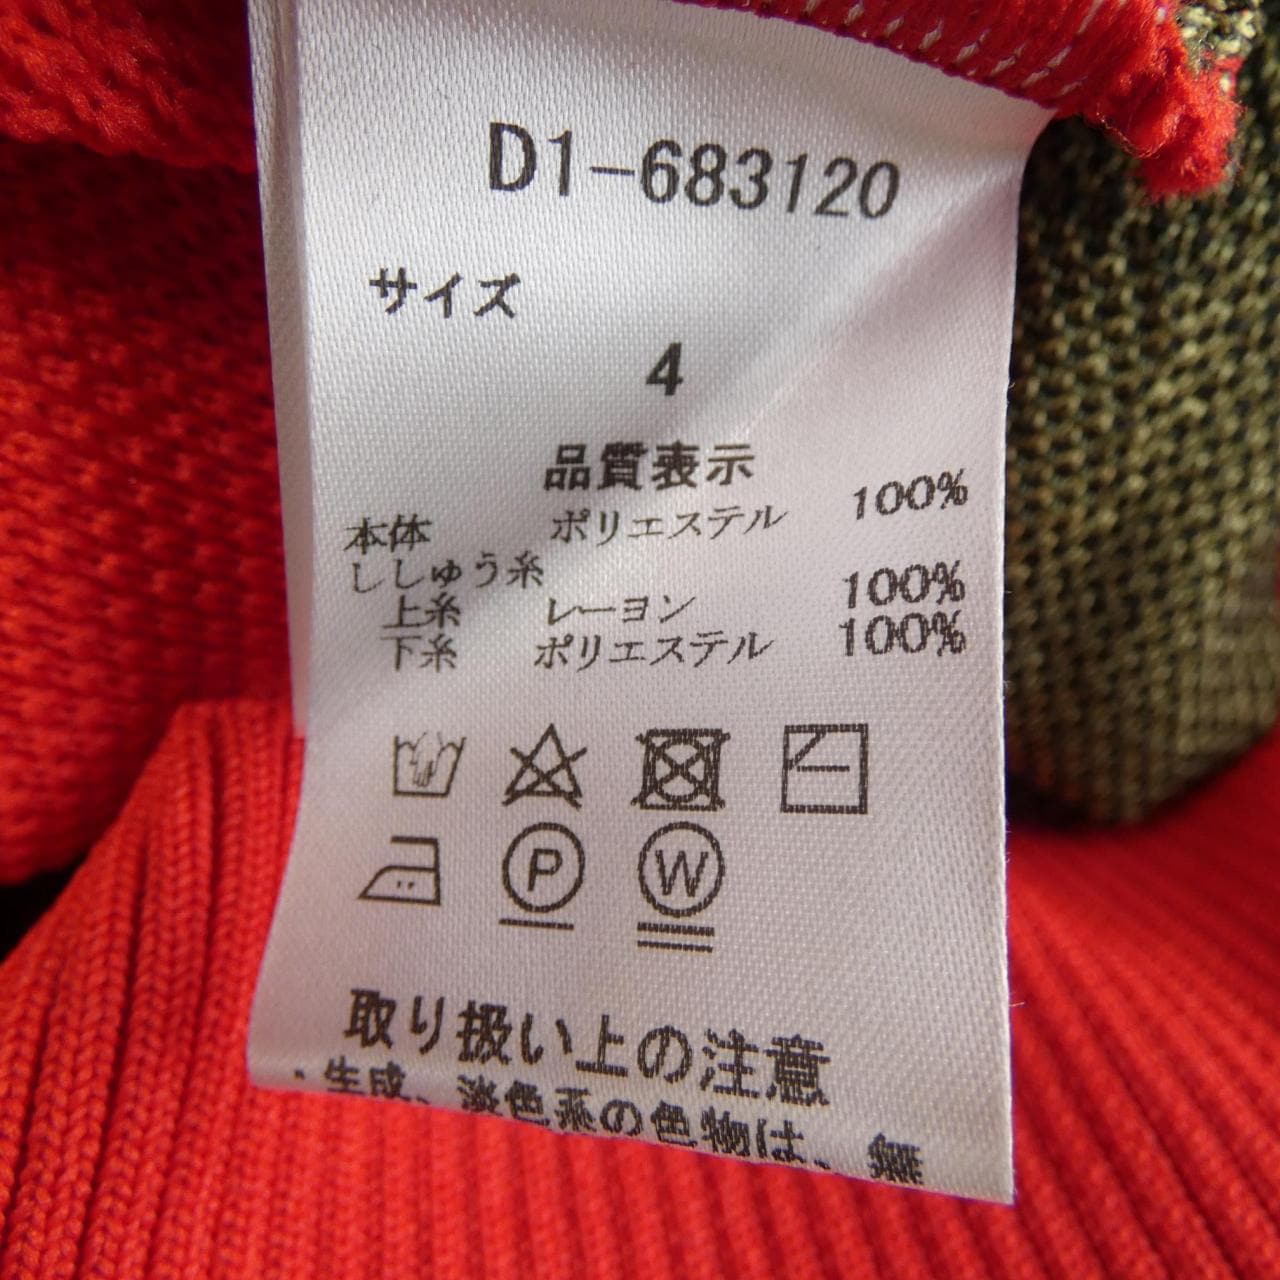 D1-683120
サイズ
4
品質表示
本体 ポリエステル 100%
ししゅう糸
上糸 レーヨン 100%
下糸 ポリエステル 100%
P W
取り扱い上の注意
・生成、淡色系の色物は、無